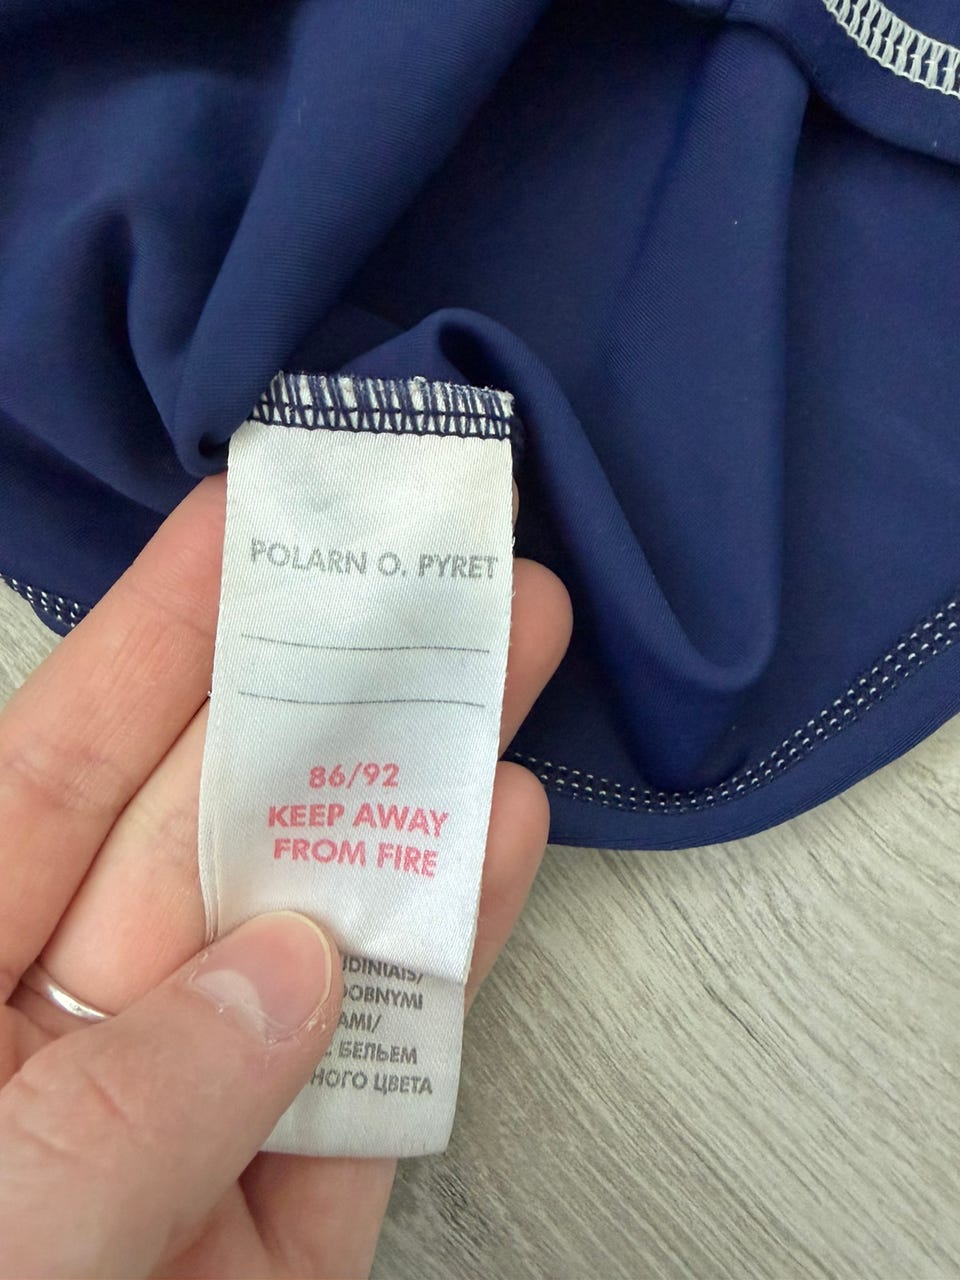 POLARN O. PYRET
86/92
KEEP AWAY
FROM FIRE
БЕЛЬЕМ
ЦВЕТА